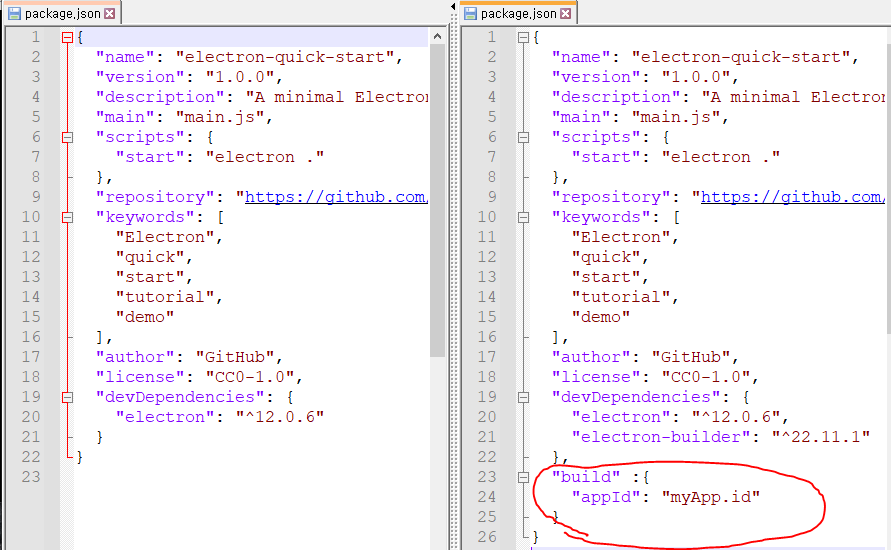 package.json
1 {
2 "name": "electron-quick-start",
3 "version": "1.0.0",
4 "description": "A minimal Electron
5 "main": "main.js",
6 "scripts": {
7 "start": "electron ."
8 },
9 "repository": "https://github.com/
10 "keywords": [
11 "Electron",
12 "quick",
13 "start",
14 "tutorial",
15 "demo"
16 ],
17 "author": "GitHub",
18 "license": "CC0-1.0",
19 "devDependencies": {
20 "electron": "^12.0.6"
21 }
22 }
23
package.json
1 {
2 "name": "electron-quick-start",
3 "version": "1.0.0",
4 "description": "A minimal Electron
5 "main": "main.js",
6 "scripts": {
7 "start": "electron ."
8 },
9 "repository": "https://github.com/
10 "keywords": [
11 "Electron",
12 "quick",
13 "start",
14 "tutorial",
15 "demo"
16 ],
17 "author": "GitHub",
18 "license": "CC0-1.0",
19 "devDependencies": {
20 "electron": "^12.0.6",
21 "electron-builder": "^22.11.1"
22 },
23 "build" :{
24 "appId": "myApp.id"
25 }
26 }